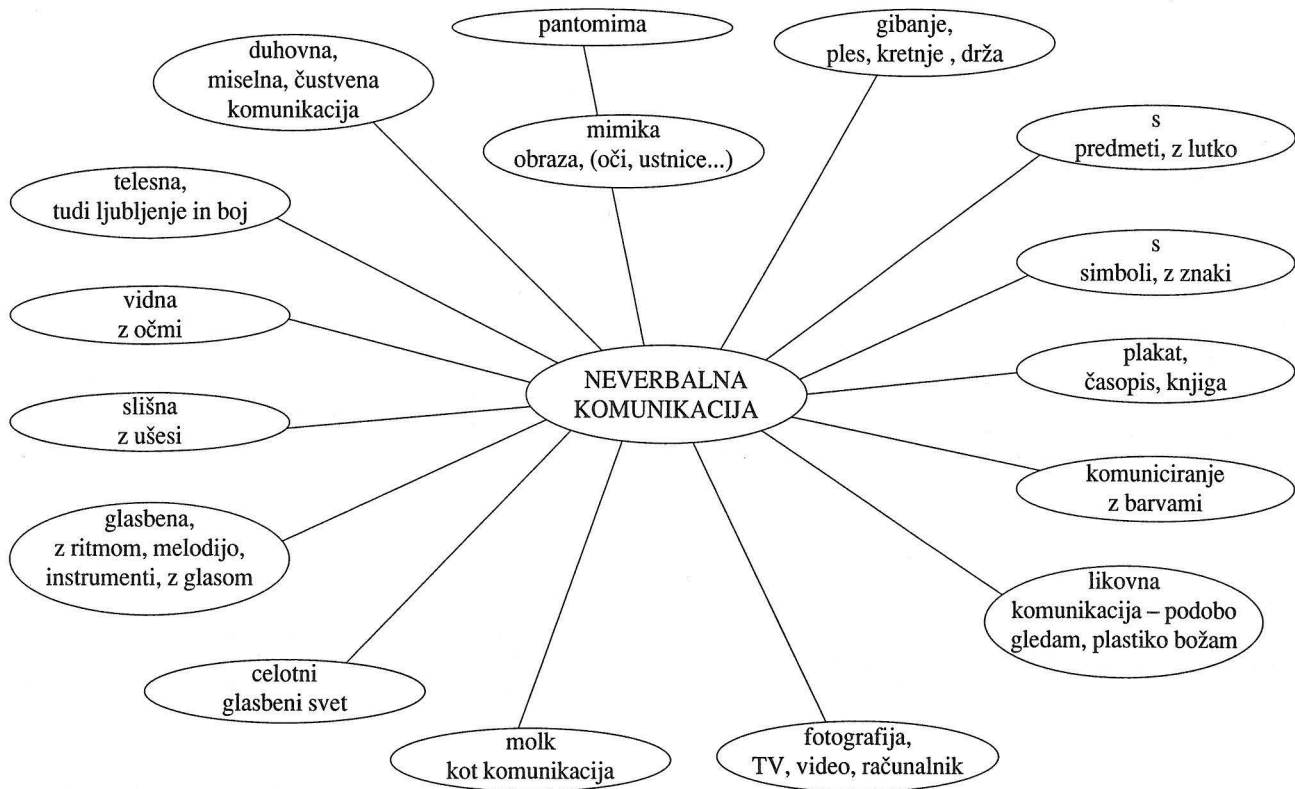 pantomima
gibanje,
ples, kretnje , drža
duhovna,
miselna, čustvena
komunikacija
mimika
obraza, (oči, ustnice...)
s
predmeti, z lutko
telesna,
tudi ljubljenje in boj
s
simboli, z znaki
vidna
z očmi
plakat,
časopis, knjiga
NEVERBALNA
KOMUNIKACIJA
slišna
z ušesi
komuniciranje
z barvami
glasbena,
z ritmom, melodijo,
instrumenti, z glasom
likovna
komunikacija – podobo
gledam, plastiko božam
celotni
glasbeni svet
molk
kot komunikacija
fotografija,
TV, video, računalnik